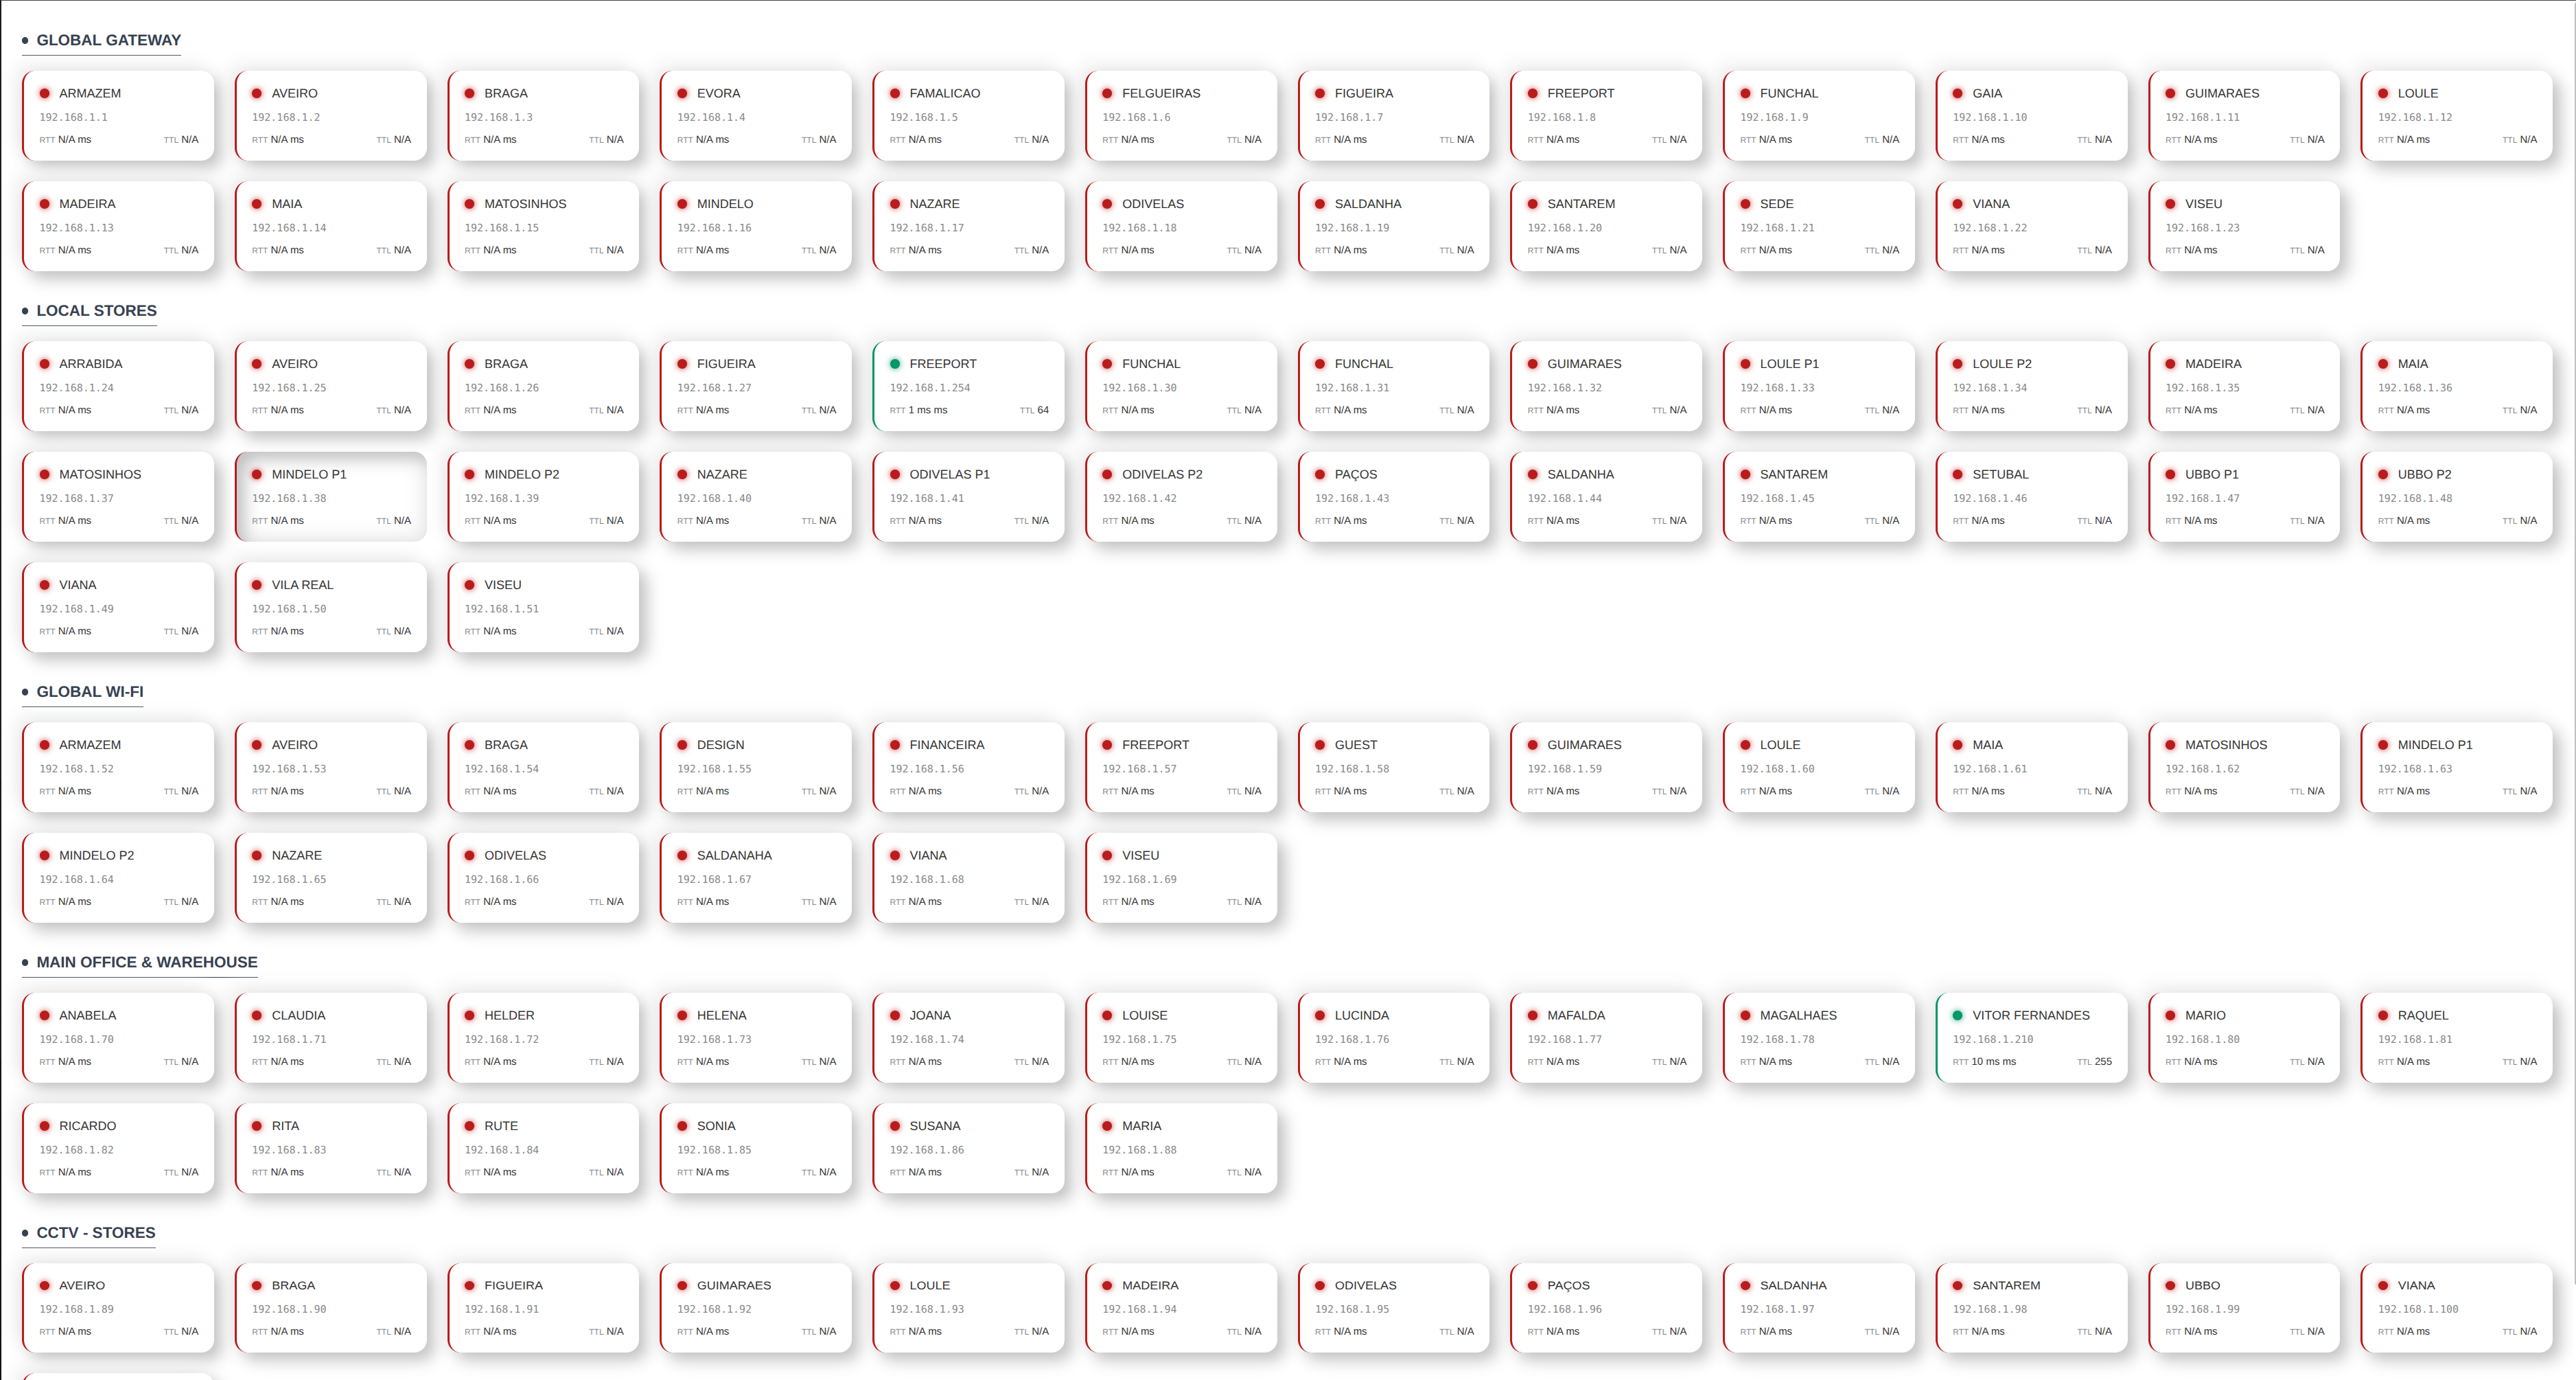 GLOBAL GATEWAY
ARMAZEM AVEIRO BRAGA EVORA FAMALICAO FELGUEIRAS FIGUEIRA FREEPORT FUNCHAL GAIA GUIMARAES LOULE
192.168.1.1 192.168.1.2 192.168.1.3 192.168.1.4 192.168.1.5 192.168.1.6 192.168.1.7 192.168.1.8 192.168.1.9 192.168.1.10 192.168.1.11 192.168.1.12
RTT N/A ms TTL N/A RTT N/A ms TTL N/A RTT N/A ms TTL N/A RTT N/A ms TTL N/A RTT N/A ms TTL N/A RTT N/A ms TTL N/A RTT N/A ms TTL N/A RTT N/A ms TTL N/A RTT N/A ms TTL N/A RTT N/A ms TTL N/A RTT N/A ms TTL N/A RTT N/A ms TTL N/A
MADEIRA MAIA MATOSINHOS MINDELO NAZARE ODIVELAS SALDANHA SANTAREM SEDE VIANA VISEU
192.168.1.13 192.168.1.14 192.168.1.15 192.168.1.16 192.168.1.17 192.168.1.18 192.168.1.19 192.168.1.20 192.168.1.21 192.168.1.22 192.168.1.23
RTT N/A ms TTL N/A RTT N/A ms TTL N/A RTT N/A ms TTL N/A RTT N/A ms TTL N/A RTT N/A ms TTL N/A RTT N/A ms TTL N/A RTT N/A ms TTL N/A RTT N/A ms TTL N/A RTT N/A ms TTL N/A RTT N/A ms TTL N/A RTT N/A ms TTL N/A
LOCAL STORES
ARRABIDA AVEIRO BRAGA FIGUEIRA FREEPORT FUNCHAL FUNCHAL GUIMARAES LOULE P1 LOULE P2 MADEIRA MAIA
192.168.1.24 192.168.1.25 192.168.1.26 192.168.1.27 192.168.1.254 192.168.1.30 192.168.1.31 192.168.1.32 192.168.1.33 192.168.1.34 192.168.1.35 192.168.1.36
RTT N/A ms TTL N/A RTT N/A ms TTL N/A RTT N/A ms TTL N/A RTT N/A ms TTL N/A RTT 1 ms ms TTL 64 RTT N/A ms TTL N/A RTT N/A ms TTL N/A RTT N/A ms TTL N/A RTT N/A ms TTL N/A RTT N/A ms TTL N/A RTT N/A ms TTL N/A RTT N/A ms TTL N/A
MATOSINHOS MINDELO P1 MINDELO P2 NAZARE ODIVELAS P1 ODIVELAS P2 PAÇOS SALDANHA SANTAREM SETUBAL UBBO P1 UBBO P2
192.168.1.37 192.168.1.38 192.168.1.39 192.168.1.40 192.168.1.41 192.168.1.42 192.168.1.43 192.168.1.44 192.168.1.45 192.168.1.46 192.168.1.47 192.168.1.48
RTT N/A ms TTL N/A RTT N/A ms TTL N/A RTT N/A ms TTL N/A RTT N/A ms TTL N/A RTT N/A ms TTL N/A RTT N/A ms TTL N/A RTT N/A ms TTL N/A RTT N/A ms TTL N/A RTT N/A ms TTL N/A RTT N/A ms TTL N/A RTT N/A ms TTL N/A RTT N/A ms TTL N/A
VIANA VILA REAL VISEU
192.168.1.49 192.168.1.50 192.168.1.51
RTT N/A ms TTL N/A RTT N/A ms TTL N/A RTT N/A ms TTL N/A
GLOBAL WI-FI
ARMAZEM AVEIRO BRAGA DESIGN FINANCEIRA FREEPORT GUEST GUIMARAES LOULE MAIA MATOSINHOS MINDELO P1
192.168.1.52 192.168.1.53 192.168.1.54 192.168.1.55 192.168.1.56 192.168.1.57 192.168.1.58 192.168.1.59 192.168.1.60 192.168.1.61 192.168.1.62 192.168.1.63
RTT N/A ms TTL N/A RTT N/A ms TTL N/A RTT N/A ms TTL N/A RTT N/A ms TTL N/A RTT N/A ms TTL N/A RTT N/A ms TTL N/A RTT N/A ms TTL N/A RTT N/A ms TTL N/A RTT N/A ms TTL N/A RTT N/A ms TTL N/A RTT N/A ms TTL N/A RTT N/A ms TTL N/A
MINDELO P2 NAZARE ODIVELAS SALDANAHA VIANA VISEU
192.168.1.64 192.168.1.65 192.168.1.66 192.168.1.67 192.168.1.68 192.168.1.69
RTT N/A ms TTL N/A RTT N/A ms TTL N/A RTT N/A ms TTL N/A RTT N/A ms TTL N/A RTT N/A ms TTL N/A RTT N/A ms TTL N/A
MAIN OFFICE & WAREHOUSE
ANABELA CLAUDIA HELDER HELENA JOANA LOUISE LUCINDA MAFALDA MAGALHAES VITOR FERNANDES MARIO RAQUEL
192.168.1.70 192.168.1.71 192.168.1.72 192.168.1.73 192.168.1.74 192.168.1.75 192.168.1.76 192.168.1.77 192.168.1.78 192.168.1.210 192.168.1.80 192.168.1.81
RTT N/A ms TTL N/A RTT N/A ms TTL N/A RTT N/A ms TTL N/A RTT N/A ms TTL N/A RTT N/A ms TTL N/A RTT N/A ms TTL N/A RTT N/A ms TTL N/A RTT N/A ms TTL N/A RTT N/A ms TTL N/A RTT 10 ms ms TTL 255 RTT N/A ms TTL N/A RTT N/A ms TTL N/A
RICARDO RITA RUTE SONIA SUSANA MARIA
192.168.1.82 192.168.1.83 192.168.1.84 192.168.1.85 192.168.1.86 192.168.1.88
RTT N/A ms TTL N/A RTT N/A ms TTL N/A RTT N/A ms TTL N/A RTT N/A ms TTL N/A RTT N/A ms TTL N/A RTT N/A ms TTL N/A
CCTV - STORES
AVEIRO BRAGA FIGUEIRA GUIMARAES LOULE MADEIRA ODIVELAS PAÇOS SALDANHA SANTAREM UBBO VIANA
192.168.1.89 192.168.1.90 192.168.1.91 192.168.1.92 192.168.1.93 192.168.1.94 192.168.1.95 192.168.1.96 192.168.1.97 192.168.1.98 192.168.1.99 192.168.1.100
RTT N/A ms TTL N/A RTT N/A ms TTL N/A RTT N/A ms TTL N/A RTT N/A ms TTL N/A RTT N/A ms TTL N/A RTT N/A ms TTL N/A RTT N/A ms TTL N/A RTT N/A ms TTL N/A RTT N/A ms TTL N/A RTT N/A ms TTL N/A RTT N/A ms TTL N/A RTT N/A ms TTL N/A